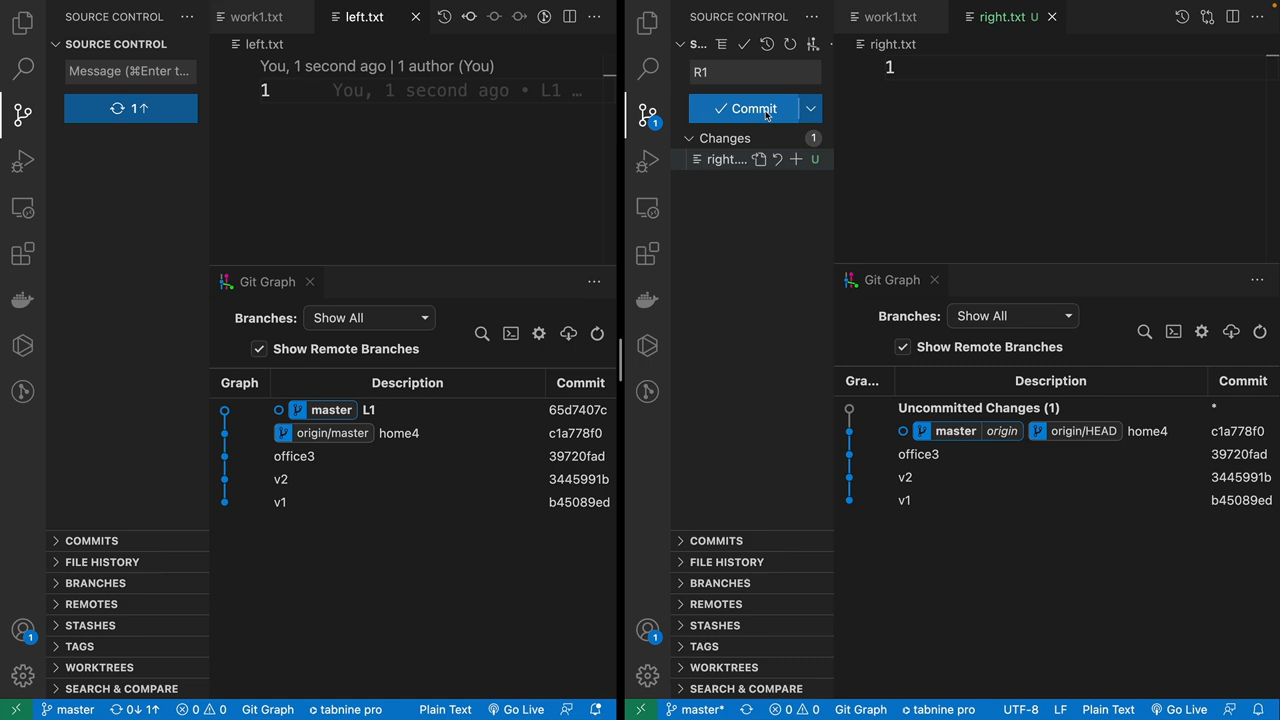 SOURCE CONTROL
SOURCE CONTROL
Message (⌘Enter t...
1↑
work1.txt
left.txt
left.txt
You, 1 second ago | 1 author (You)
1 You, 1 second ago • L1 ...
Git Graph
Branches: Show All
Show Remote Branches
Graph Description Commit
master L1 65d7407c
origin/master home4 c1a778f0
office3 39720fad
v2 3445991b
v1 b45089ed
COMMITS
FILE HISTORY
BRANCHES
REMOTES
STASHES
TAGS
WORKTREES
SEARCH & COMPARE
1
master 0↓ 1↑ 0 0 Git Graph tabnine pro Plain Text Go Live
SOURCE CONTROL
S...
R1
Commit
Changes 1
right.... U
1
work1.txt
right.txt U
right.txt
1
Git Graph
Branches: Show All
Show Remote Branches
Gra... Description Commit
Uncommitted Changes (1) *
master origin origin/HEAD home4 c1a778f0
office3 39720fad
v2 3445991b
v1 b45089ed
COMMITS
FILE HISTORY
BRANCHES
REMOTES
STASHES
TAGS
WORKTREES
SEARCH & COMPARE
1
master* 0 0 Git Graph tabnine pro UTF-8 LF Plain Text Go Live